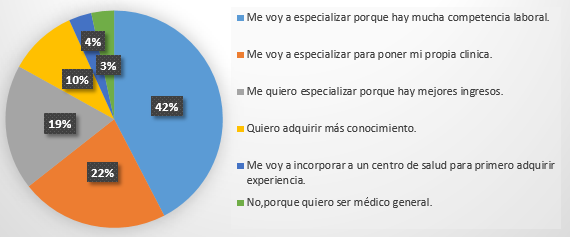 4%
3%
10%
42%
19%
22%
Me voy a especializar porque hay mucha competencia laboral.
Me voy a especializar para poner mi propia clinica.
Me quiero especializar porque hay mejores ingresos.
Quiero adquirir más conocimiento.
Me voy a incorporar a un centro de salud para primero adquirir
experiencia.
No,porque quiero ser médico general.